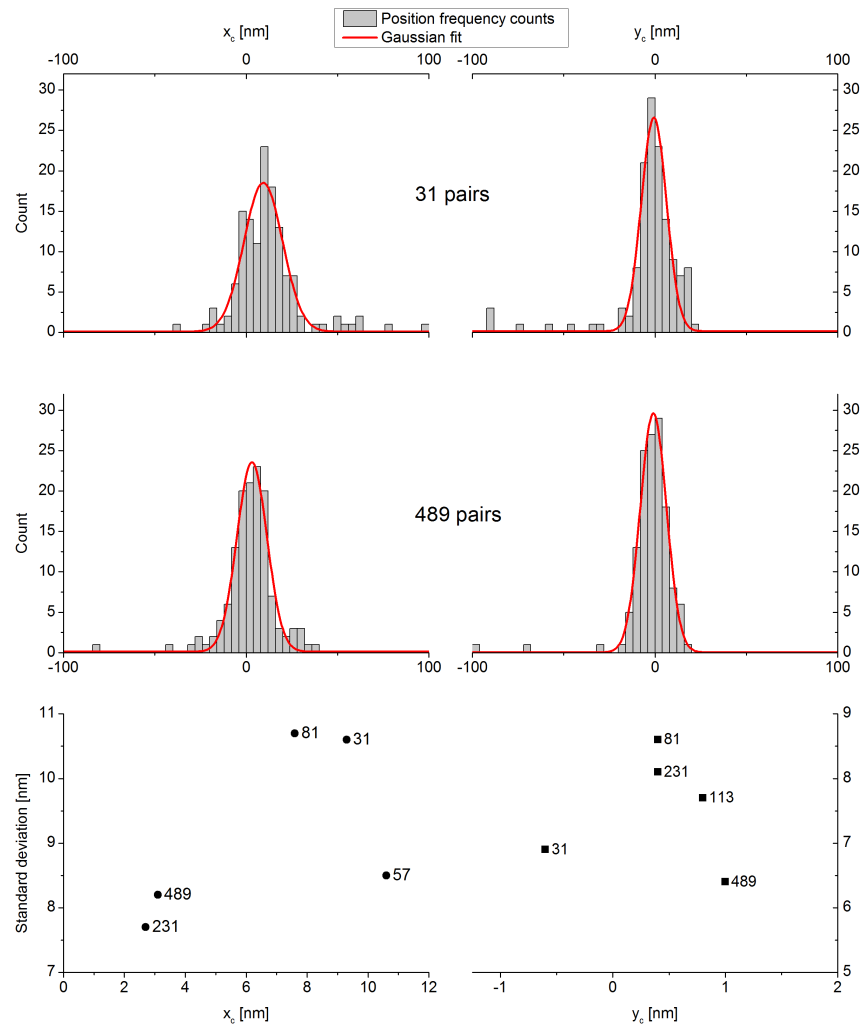 Position frequency counts
Gaussian fit
x_c [nm]
y_c [nm]
-100 0 100
-100 0 100
30
25
20
15
10
5
0
Count
31 pairs
30
25
20
15
10
5
0
30
25
20
15
10
5
0
Count
-100 0 100
489 pairs
30
25
20
15
10
5
0
-100 0 100
11
10
9
8
7
Standard deviation [nm]
81
31
57
489
231
0 2 4 6 8 10 12
x_c [nm]
81
231
113
31
489
9
8
7
6
5
-1 0 1 2
y_c [nm]